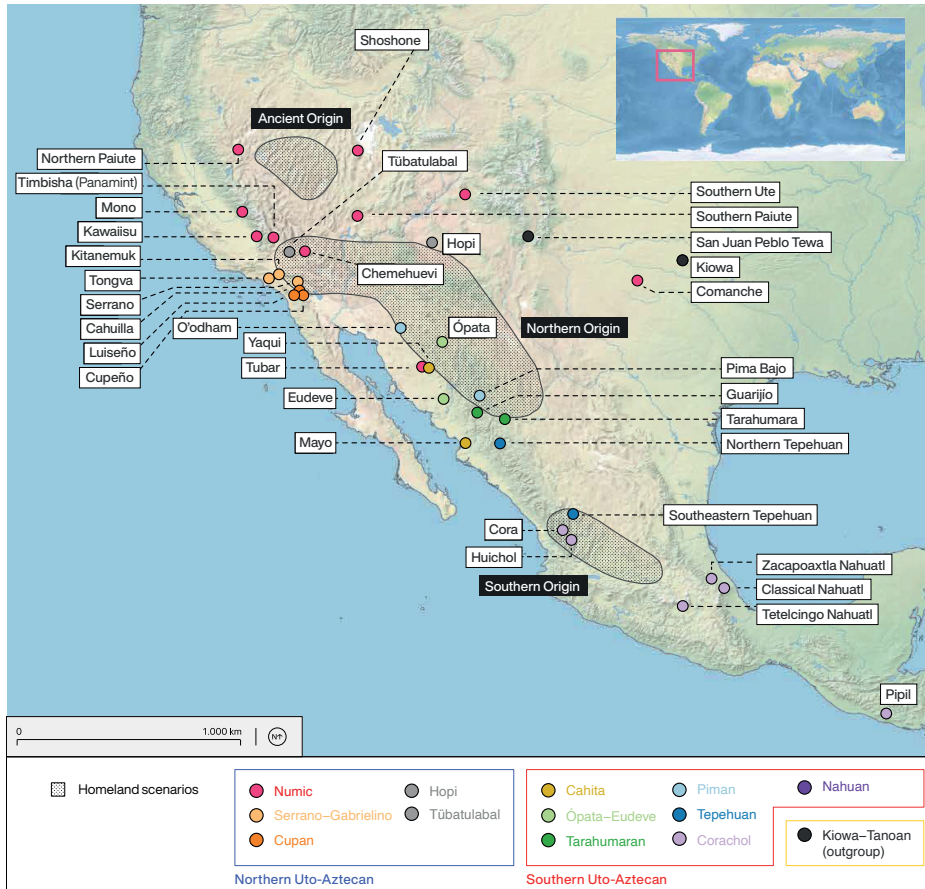 Shoshone
Ancient Origin
Northern Paiute
Tübatulabal
Timbisha (Panamint)
Southern Ute
Mono
Southern Paiute
Kawaiisu
Hopi
San Juan Peblo Tewa
Kitanemuk
Chemehuevi
Kiowa
Tongva
Comanche
Serrano
Cahuilla
O'odham
Ópata
Northern Origin
Luiseño
Yaqui
Cupeño
Tubar
Pima Bajo
Eudeve
Guarijío
Tarahumara
Mayo
Northern Tepehuan
Southeastern Tepehuan
Cora
Huichol
Zacapoaxtla Nahuatl
Southern Origin
Classical Nahuatl
Tetelcingo Nahuatl
Pipil
0 1.000 km
N↑
Homeland scenarios
Numic
Serrano–Gabrielino
Cupan
Hopi
Tübatulabal
Northern Uto-Aztecan
Cahita
Ópata–Eudeve
Tarahumaran
Piman
Tepehuan
Corachol
Nahuan
Southern Uto-Aztecan
Kiowa–Tanoan
(outgroup)